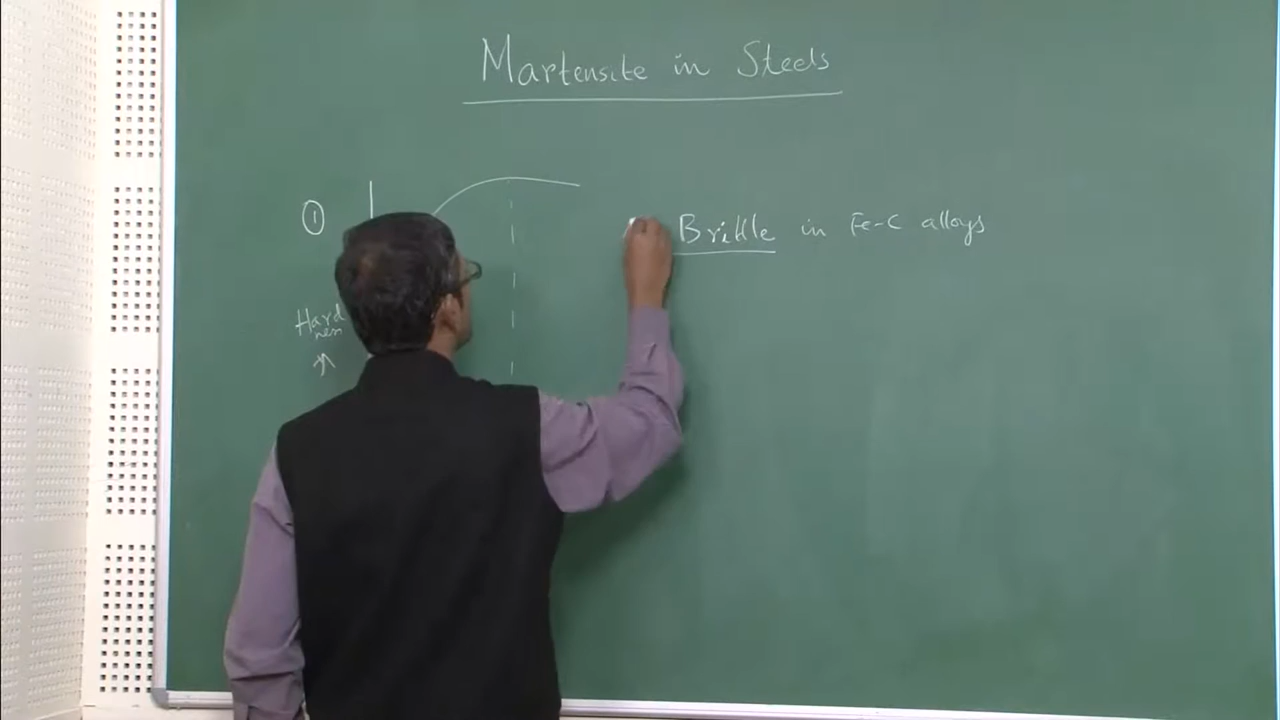 Martensite in Steels
①
Brittle in Fe-C alloys
Hard
ness